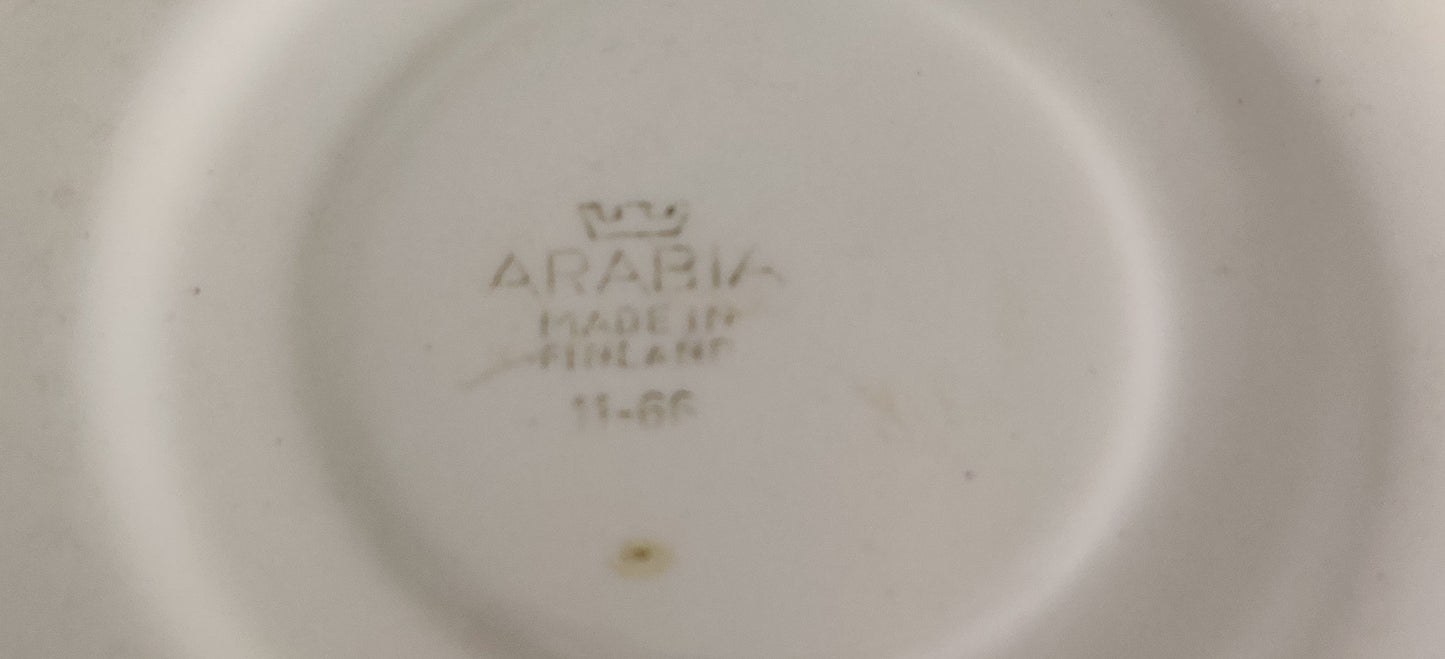 ARABIA
MADE IN
FINLAND
11-66